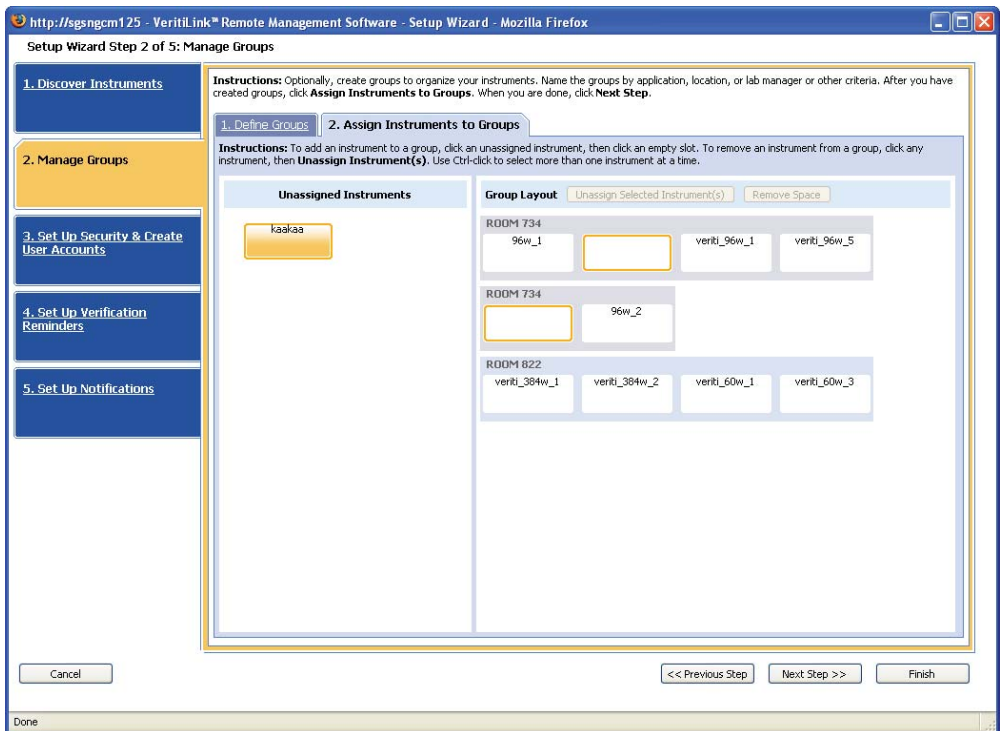 http://sgsngcm125 - VeritiLink™ Remote Management Software - Setup Wizard - Mozilla Firefox
Setup Wizard Step 2 of 5: Manage Groups
1. Discover Instruments
2. Manage Groups
3. Set Up Security & Create
User Accounts
4. Set Up Verification
Reminders
5. Set Up Notifications
Instructions: Optionally, create groups to organize your instruments. Name the groups by application, location, or lab manager or other criteria. After you have
created groups, click Assign Instruments to Groups. When you are done, click Next Step.
1. Define Groups
2. Assign Instruments to Groups
Instructions: To add an instrument to a group, click an unassigned instrument, then click an empty slot. To remove an instrument from a group, click any
instrument, then Unassign Instrument(s). Use Ctrl-click to select more than one instrument at a time.
Unassigned Instruments
kaakaa
Group Layout
Unassign Selected Instrument(s)
Remove Space
ROOM 734
96w_1
veriti_96w_1
veriti_96w_5
ROOM 734
96w_2
ROOM 822
veriti_384w_1
veriti_384w_2
veriti_60w_1
veriti_60w_3
Cancel
<< Previous Step
Next Step >>
Finish
Done